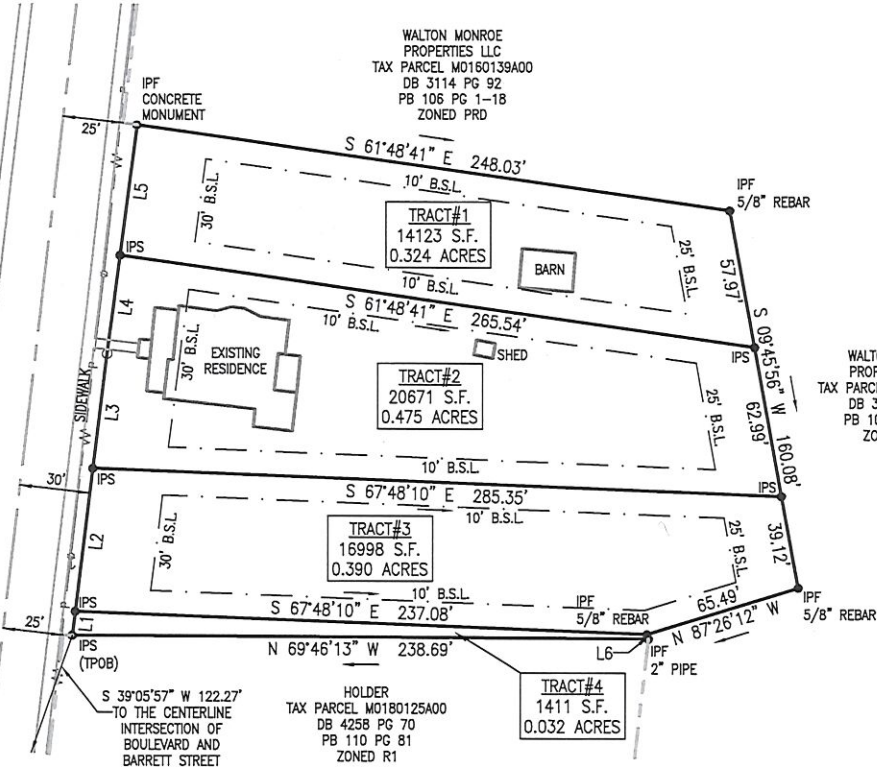 WALTON MONROE
PROPERTIES LLC
TAX PARCEL M0160139A00
DB 3114 PG 92
PB 106 PG 1-18
ZONED PRD
IPF
CONCRETE
MONUMENT
25'
S 61°48'41" E 248.03'
IPF
5/8" REBAR
10' B.S.L.
L5
30' B.S.L.
TRACT#1
14123 S.F.
0.324 ACRES
BARN
25' B.S.L.
57.97'
IPS
10' B.S.L.
S 61°48'41" E 265.54'
10' B.S.L.
L4
30' B.S.L.
EXISTING
RESIDENCE
SHED
IPS
S 09°45'56" W 160.08'
62.99'
TRACT#2
20671 S.F.
0.475 ACRES
25' B.S.L.
WALT
PROF
TAX PARC
DB 3
PB 10
ZO
SIDEWALK
L3
10' B.S.L.
IPS
30'
S 67°48'10" E 285.35'
10' B.S.L.
IPS
39.12'
L2
30' B.S.L.
TRACT#3
16998 S.F.
0.390 ACRES
25' B.S.L.
10' B.S.L.
IPS
S 67°48'10" E 237.08'
IPF
5/8" REBAR
65.49'
IPF
5/8" REBAR
N 87°26'12" W
25'
L1
IPS
(TPOB)
N 69°46'13" W 238.69'
L6
IPF
2" PIPE
S 39°05'57" W 122.27'
TO THE CENTERLINE
INTERSECTION OF
BOULEVARD AND
BARRETT STREET
HOLDER
TAX PARCEL M0180125A00
DB 4258 PG 70
PB 110 PG 81
ZONED R1
TRACT#4
1411 S.F.
0.032 ACRES